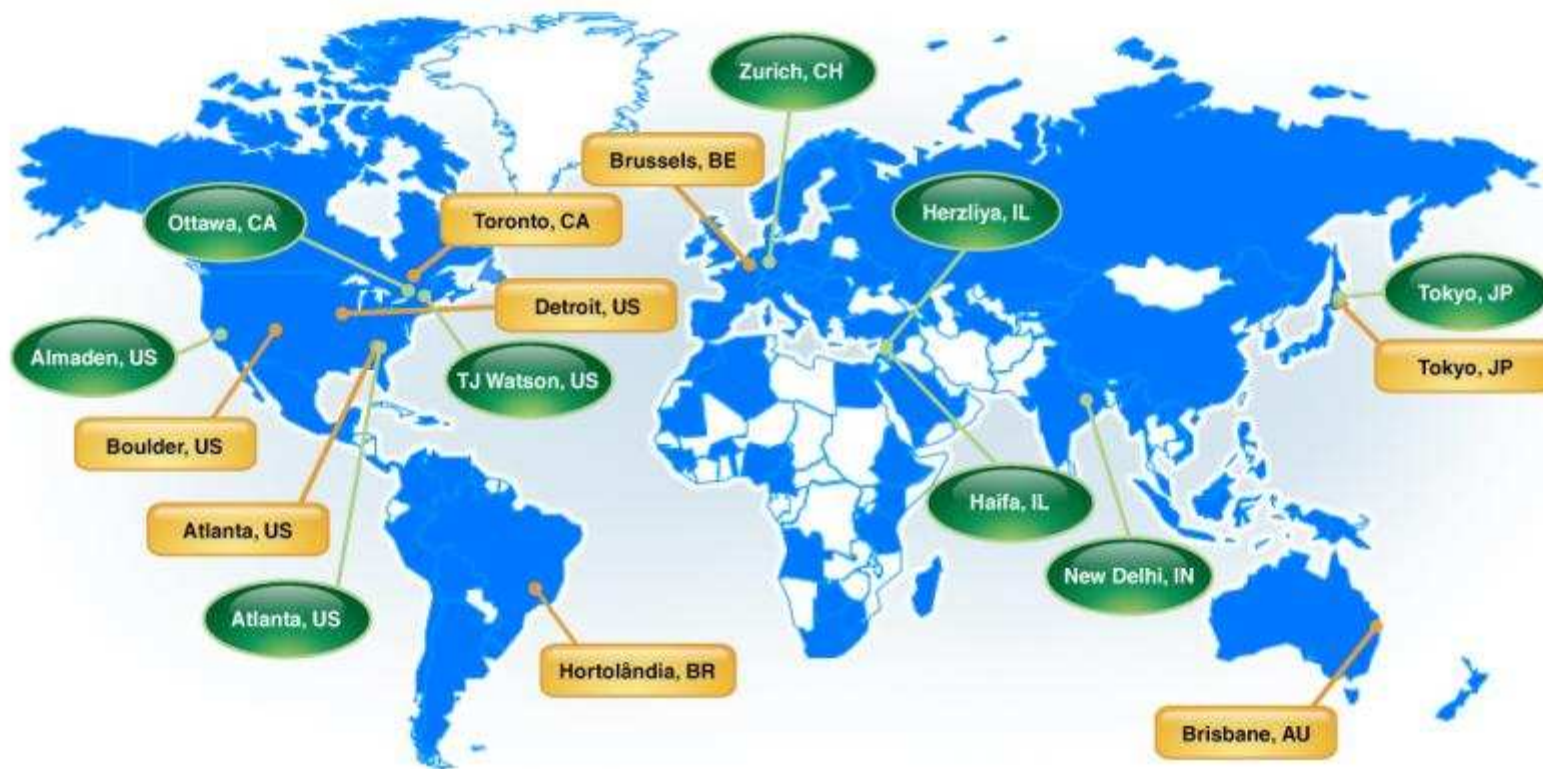 Zurich, CH
Brussels, BE
Ottawa, CA
Toronto, CA
Herzliya, IL
Tokyo, JP
Detroit, US
Almaden, US
TJ Watson, US
Tokyo, JP
Boulder, US
Haifa, IL
Atlanta, US
New Delhi, IN
Atlanta, US
Hortolândia, BR
Brisbane, AU